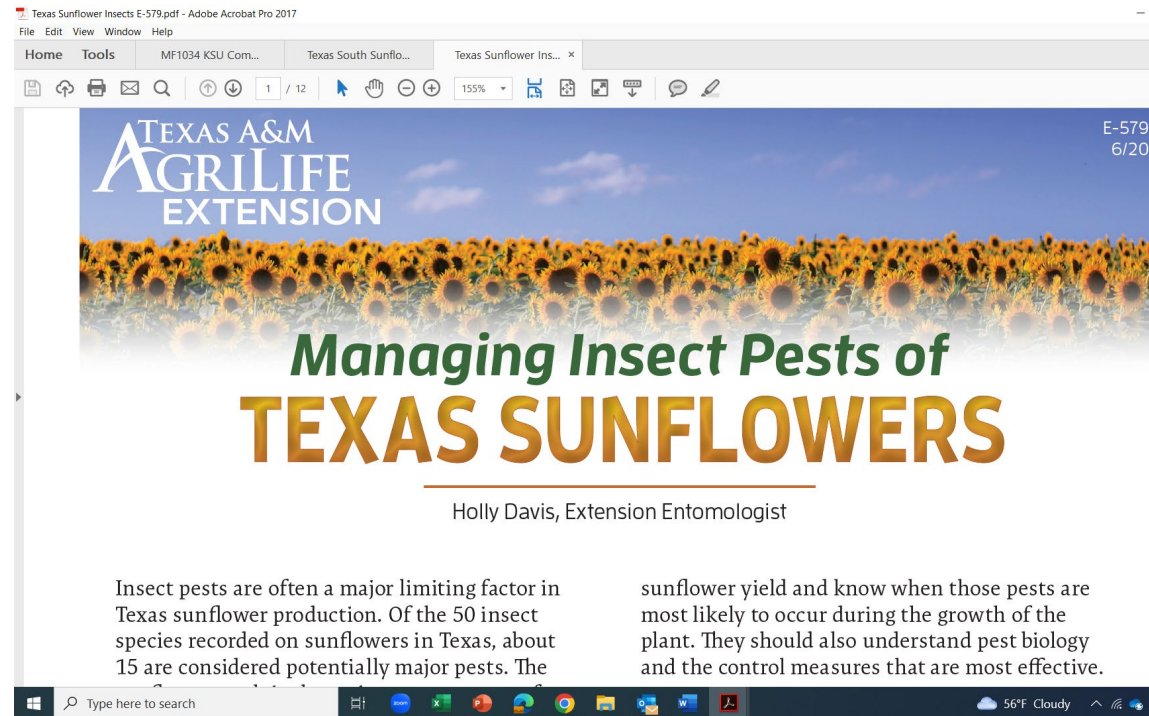 Texas Sunflower Insects E-579.pdf - Adobe Acrobat Pro 2017
File Edit View Window Help
Home Tools MF1034 KSU Com... Texas South Sunflo... Texas Sunflower Ins... ×
1 / 12 155%
TEXAS A&M
AGRILIFE
EXTENSION
E-579
6/20
Managing Insect Pests of
TEXAS SUNFLOWERS
Holly Davis, Extension Entomologist
Insect pests are often a major limiting factor in
Texas sunflower production. Of the 50 insect
species recorded on sunflowers in Texas, about
15 are considered potentially major pests. The
sunflower yield and know when those pests are
most likely to occur during the growth of the
plant. They should also understand pest biology
and the control measures that are most effective.
Type here to search
zoom
56°F Cloudy